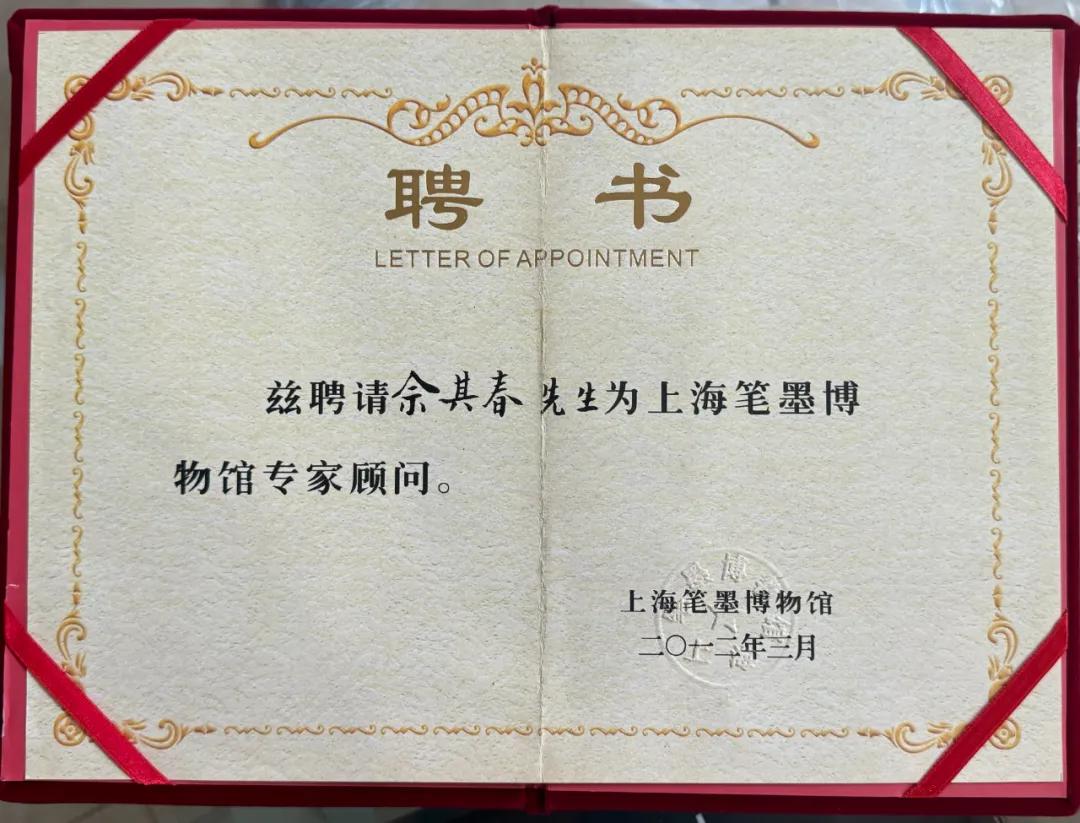 聘书
LETTER OF APPOINTMENT
兹聘请余其春先生为上海笔墨博
物馆专家顾问。
上海笔墨博物馆
二〇一二年三月